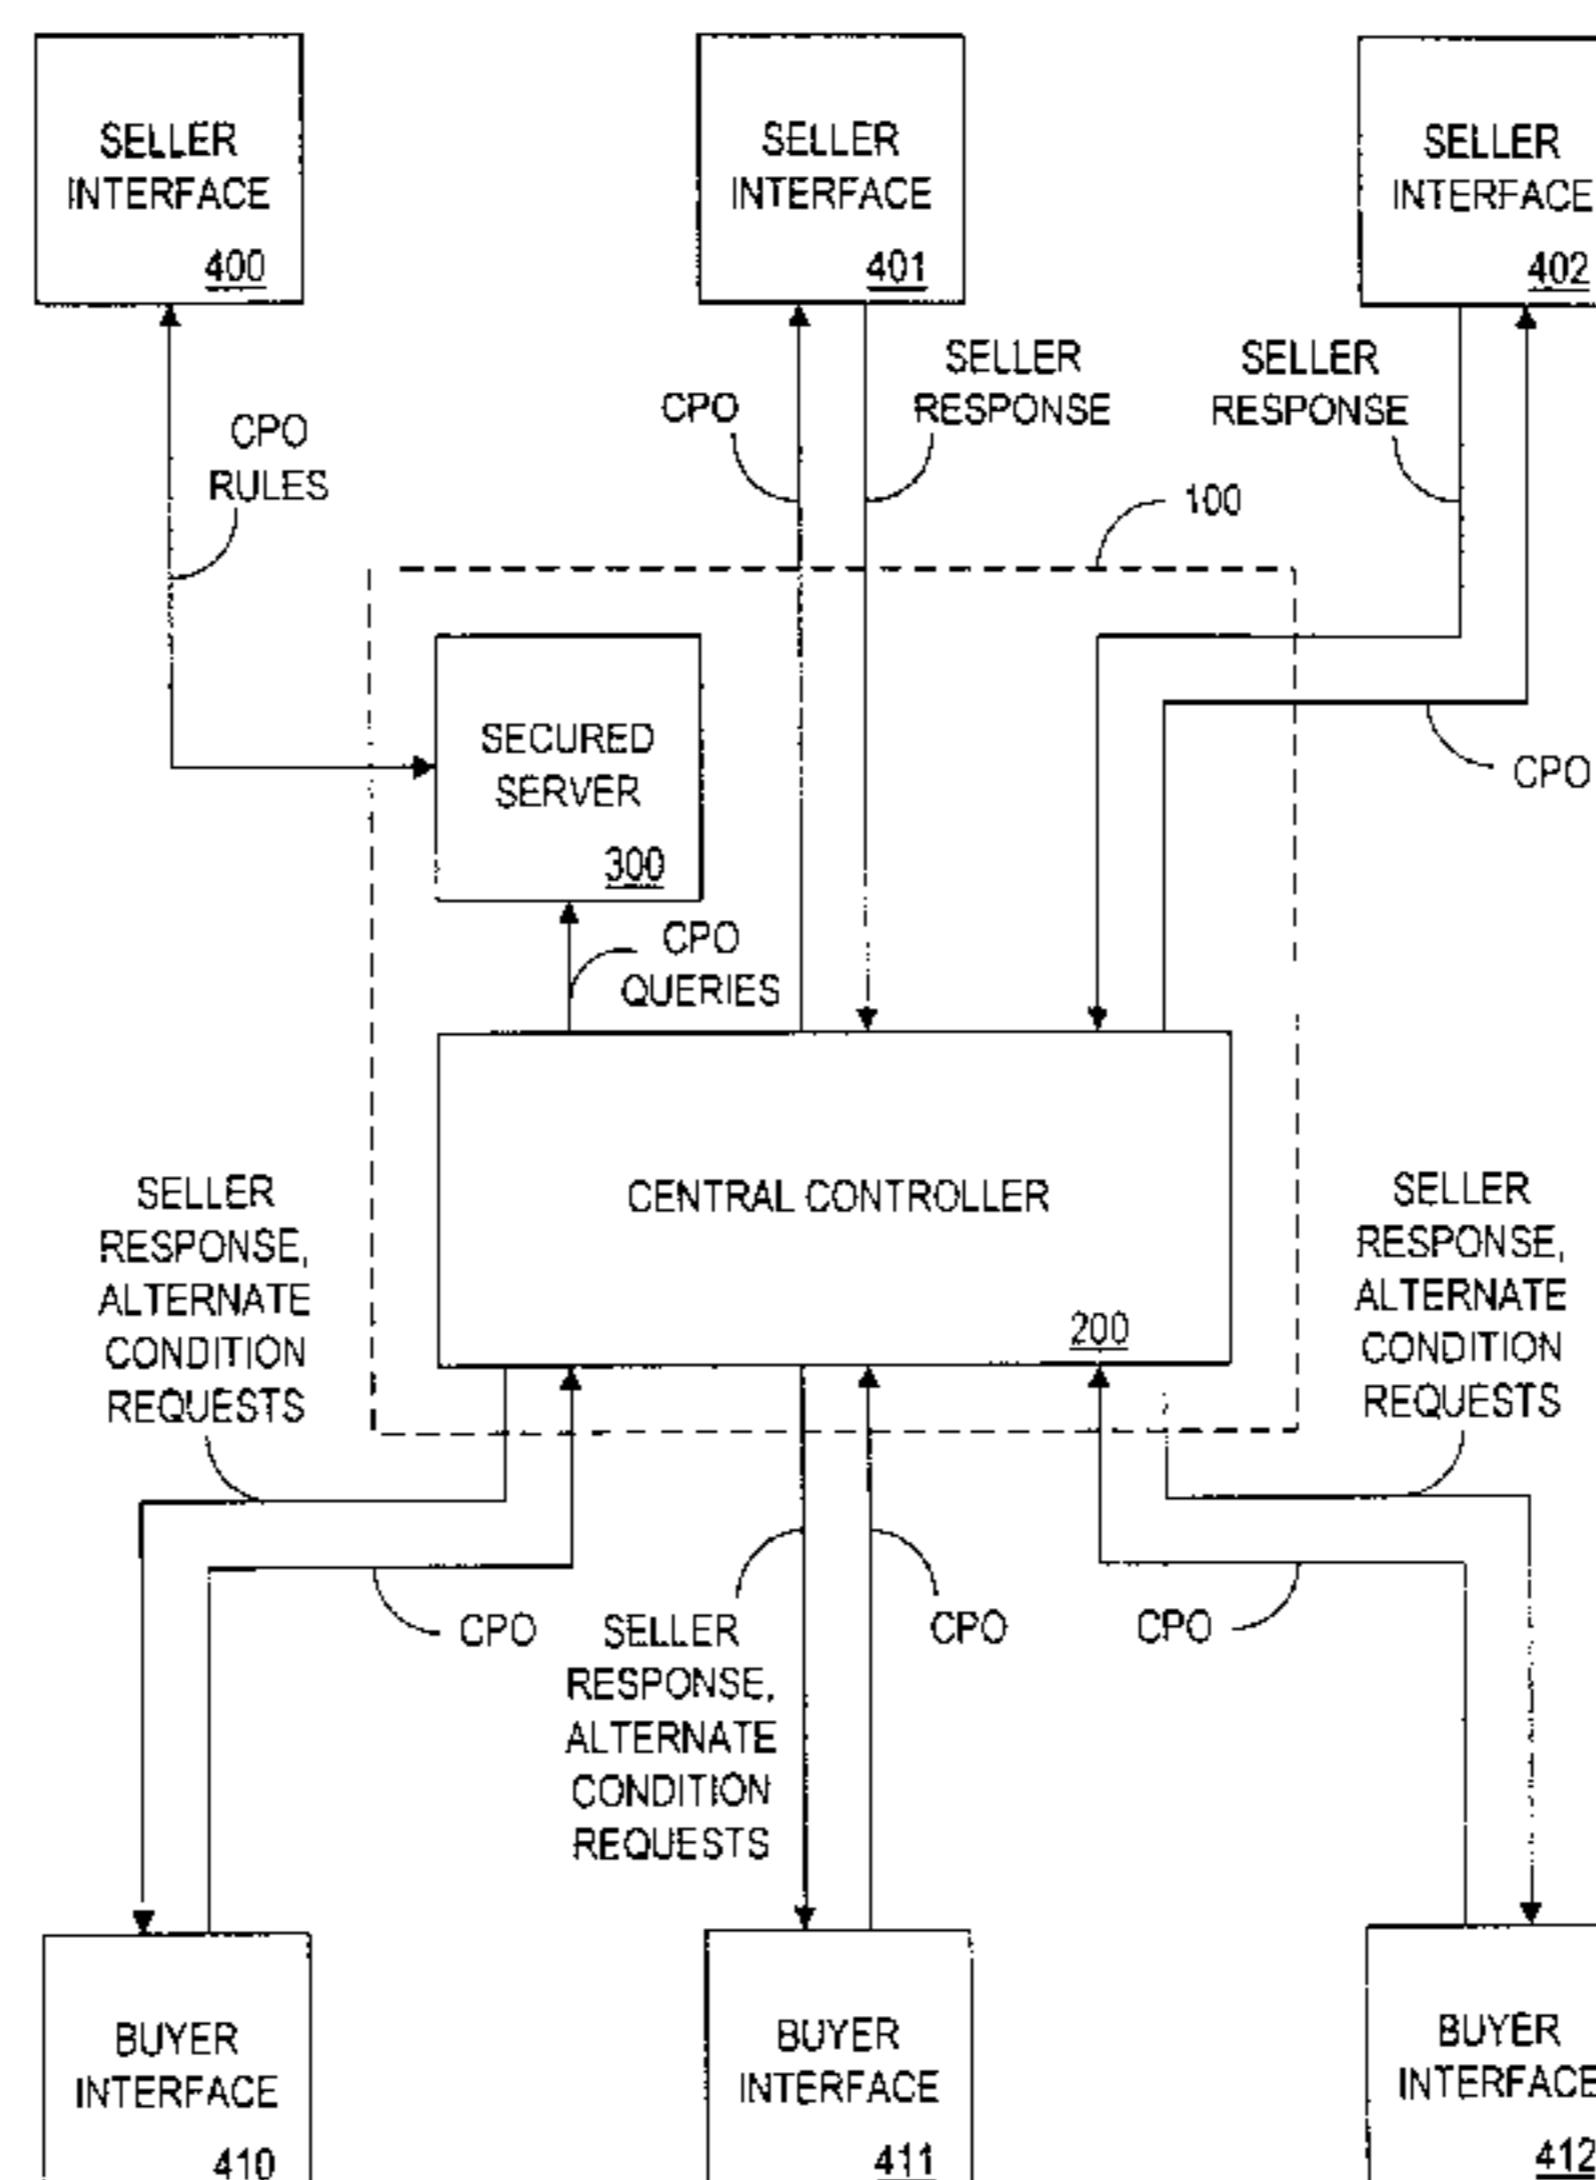 SELLER
INTERFACE
400
SELLER
INTERFACE
401
SELLER
INTERFACE
402
CPO
RULES
CPO
SELLER
RESPONSE
SELLER
RESPONSE
100
SECURED
SERVER
300
CPO
CPO
QUERIES
CENTRAL CONTROLLER
200
SELLER
RESPONSE,
ALTERNATE
CONDITION
REQUESTS
SELLER
RESPONSE,
ALTERNATE
CONDITION
REQUESTS
CPO
SELLER
RESPONSE,
ALTERNATE
CONDITION
REQUESTS
CPO
CPO
BUYER
INTERFACE
410
BUYER
INTERFACE
411
BUYER
INTERFACE
412